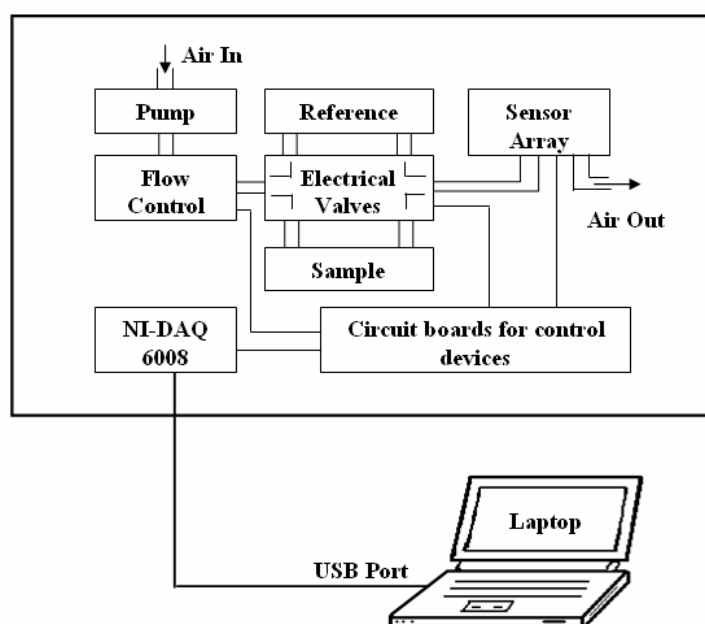 Air In
Pump
Reference
Sensor
Array
Flow
Control
Electrical
Valves
Air Out
Sample
NI-DAQ
6008
Circuit boards for control
devices
Laptop
USB Port